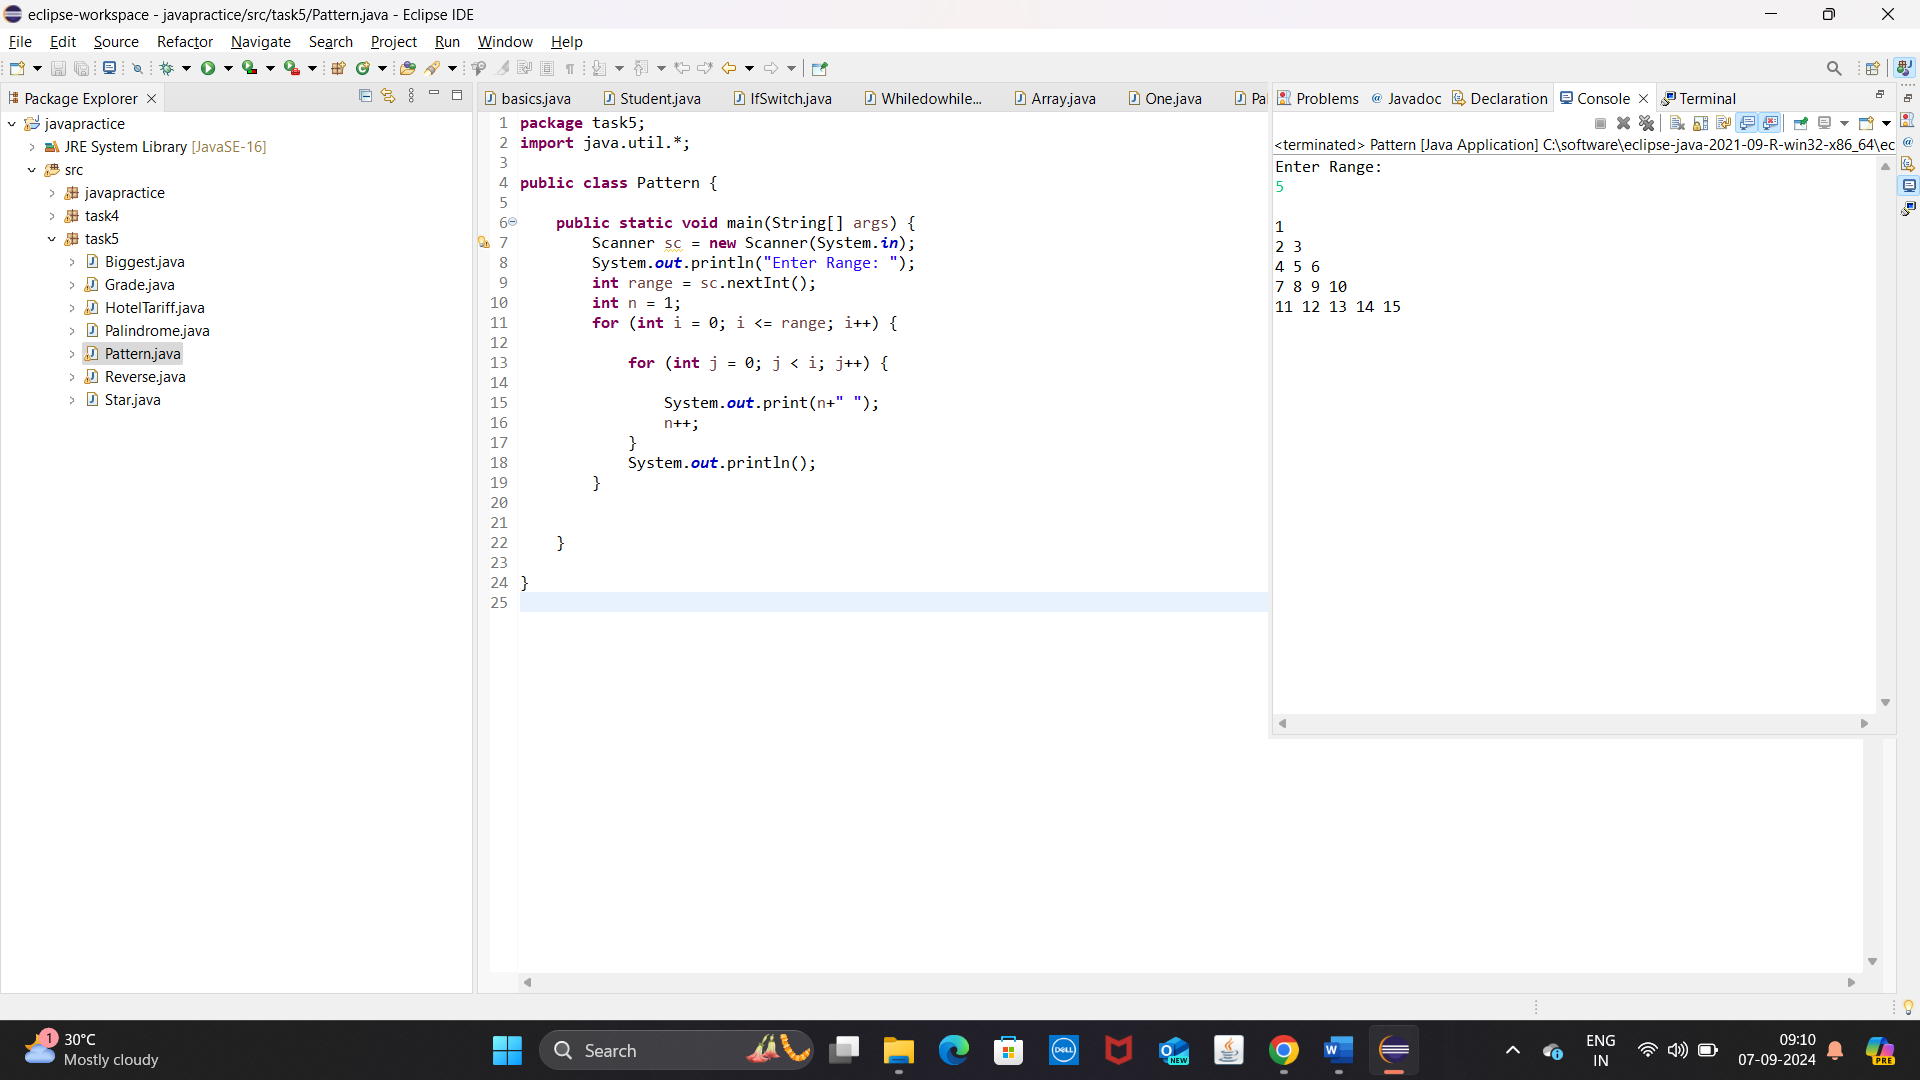 eclipse-workspace - javapractice/src/task5/Pattern.java - Eclipse IDE
File Edit Source Refactor Navigate Search Project Run Window Help
Package Explorer
javapractice
JRE System Library [JavaSE-16]
src
javapractice
task4
task5
Biggest.java
Grade.java
HotelTariff.java
Palindrome.java
Pattern.java
Reverse.java
Star.java
basics.java Student.java IfSwitch.java Whiledowhile... Array.java One.java Pa
1 package task5;
2 import java.util.*;
3
4 public class Pattern {
5
6 public static void main(String[] args) {
7 Scanner sc = new Scanner(System.in);
8 System.out.println("Enter Range: ");
9 int range = sc.nextInt();
10 int n = 1;
11 for (int i = 0; i <= range; i++) {
12
13 for (int j = 0; j < i; j++) {
14
15 System.out.print(n+" ");
16 n++;
17 }
18 System.out.println();
19 }
20
21
22 }
23
24 }
25
Problems @ Javadoc Declaration Console Terminal
<terminated> Pattern [Java Application] C:\software\eclipse-java-2021-09-R-win32-x86_64\ec
Enter Range:
5
1
2 3
4 5 6
7 8 9 10
11 12 13 14 15
1
30°C
Mostly cloudy
Search
DELL
NEW
ENG
IN
09:10
07-09-2024
PRE